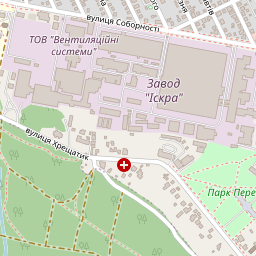 вулиця Соборності
ТОВ "Вентиляційні
системи"
Завод
"Іскра"
вулиця Хрещатик
Парк Пере